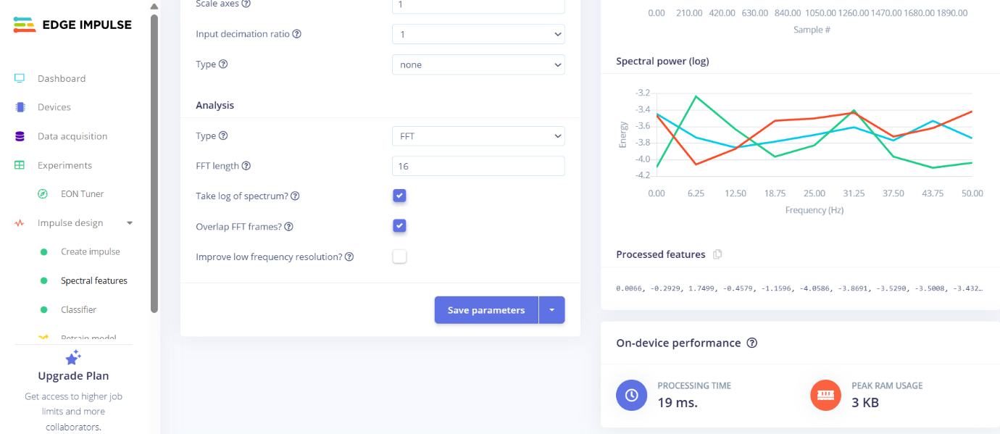 EDGE IMPULSE
Dashboard
Devices
Data acquisition
Experiments
EON Tuner
Impulse design
Create impulse
Spectral features
Classifier
Retrain model
Upgrade Plan
Get access to higher job
limits and more
collaborators.
Scale axes
1
Input decimation ratio
1
Type
none
Analysis
Type
FFT
FFT length
16
Take log of spectrum?
Overlap FFT frames?
Improve low frequency resolution?
Save parameters
0.00 210.00 420.00 630.00 840.00 1050.00 1260.00 1470.00 1680.00 1890.00
Sample #
Spectral power (log)
-3.2
-3.4
-3.6
-3.8
-4.0
-4.2
Energy
0.00 6.25 12.50 18.75 25.00 31.25 37.50 43.75 50.00
Frequency (Hz)
Processed features
0.0066, -0.2929, 1.7499, -0.4579, -1.1596, -4.0586, -3.8691, -3.5290, -3.5008, -3.432…
On-device performance
PROCESSING TIME
19 ms.
PEAK RAM USAGE
3 KB